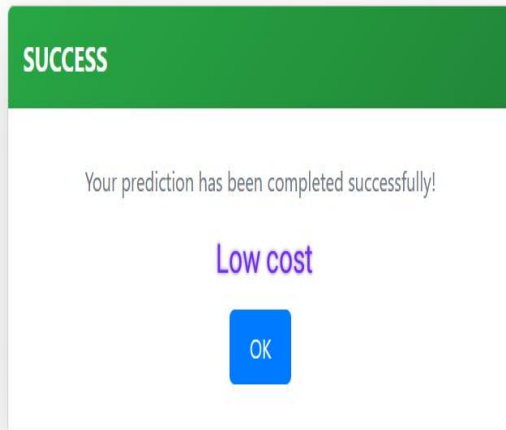 SUCCESS
Your prediction has been completed successfully!
Low cost
OK